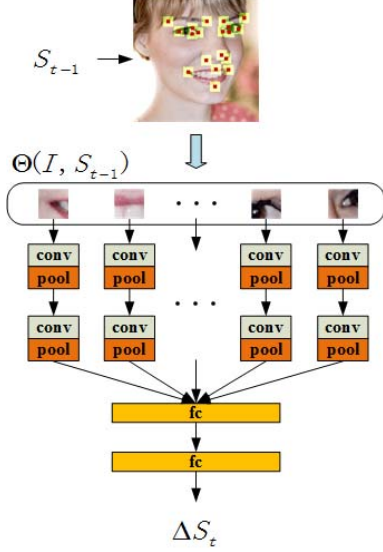 S_{t-1}
Θ(I, S_{t-1})
. . .
conv conv conv conv
pool pool pool pool
. . .
conv conv conv conv
pool pool pool pool
fc
fc
ΔS_t